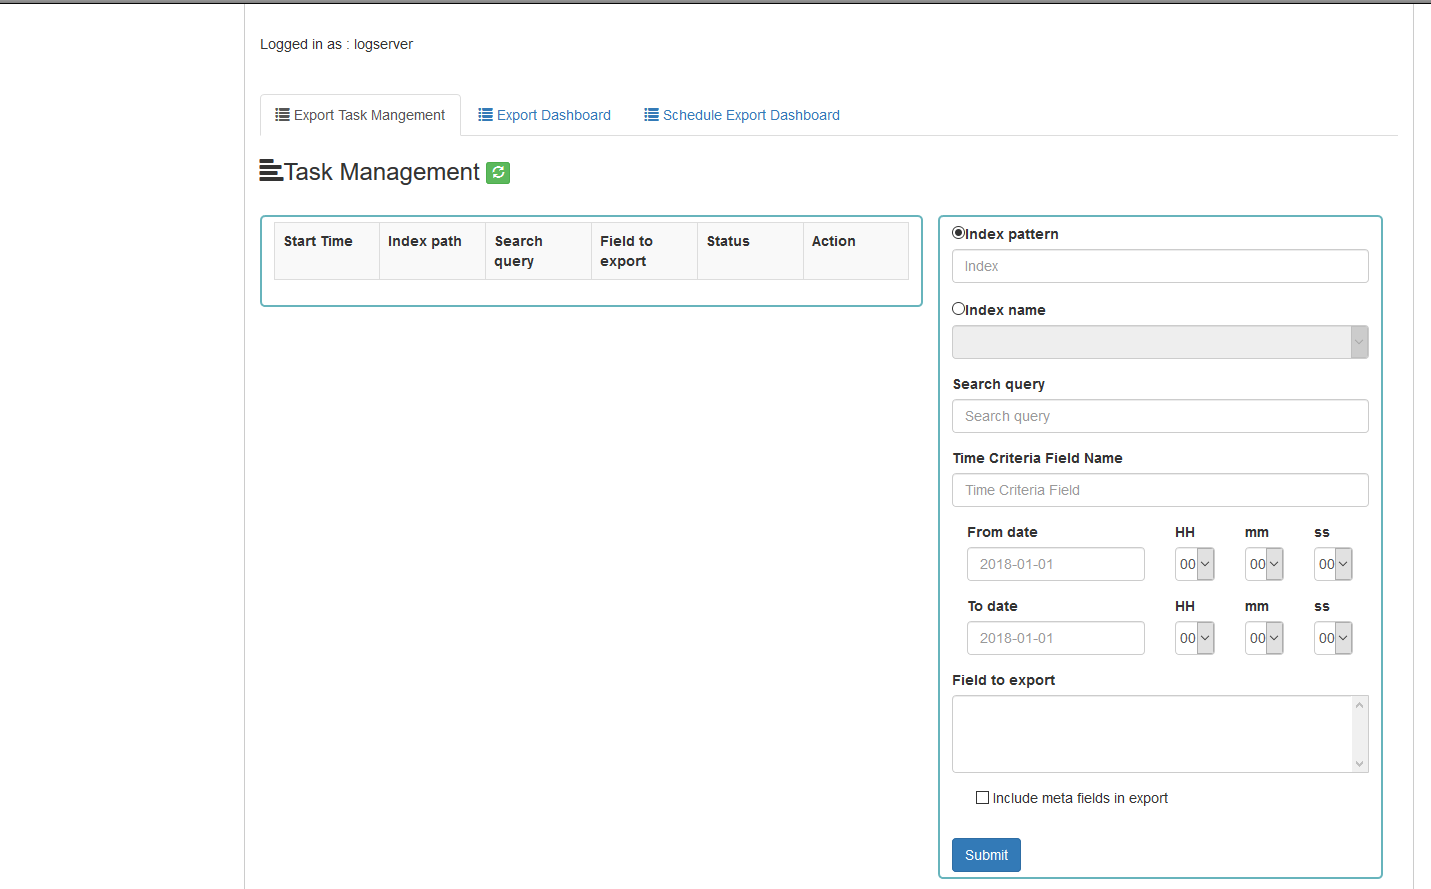 Logged in as : logserver
Export Task Mangement
Export Dashboard
Schedule Export Dashboard
Task Management
Start Time
Index path
Search
query
Field to
export
Status
Action
Index pattern
Index
Index name
Search query
Search query
Time Criteria Field Name
Time Criteria Field
From date
HH
mm
ss
2018-01-01
00
00
00
To date
HH
mm
ss
2018-01-01
00
00
00
Field to export
Include meta fields in export
Submit